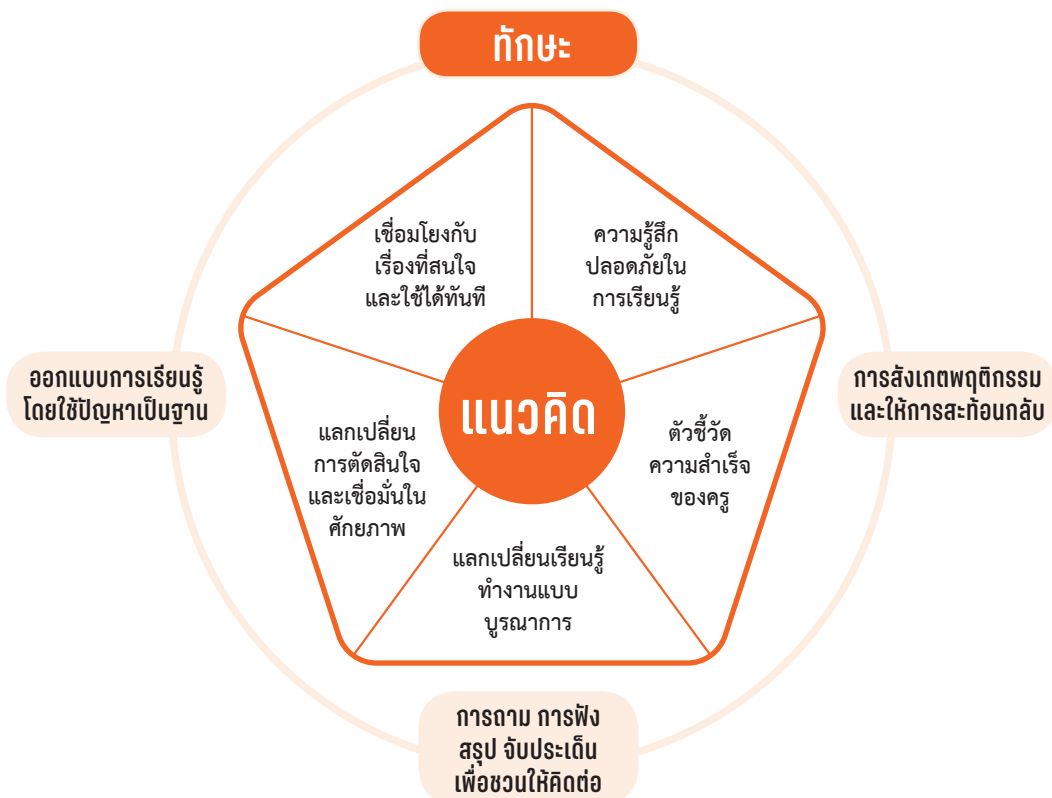 ทักษะ
เชื่อมโยงกับ
เรื่องที่สนใจ
และใช้ได้ทันที
ความรู้สึก
ปลอดภัยใน
การเรียนรู้
ออกแบบการเรียนรู้
โดยใช้ปัญหาเป็นฐาน
แนวคิด
การสังเกตพฤติกรรม
และให้การสะท้อนกลับ
แลกเปลี่ยน
การตัดสินใจ
และเชื่อมั่นใน
ศักยภาพ
ตัวชี้วัด
ความสำเร็จ
ของครู
แลกเปลี่ยนเรียนรู้
ทำงานแบบ
บูรณาการ
การถาม การฟัง
สรุป จับประเด็น
เพื่อชวนให้คิดต่อ